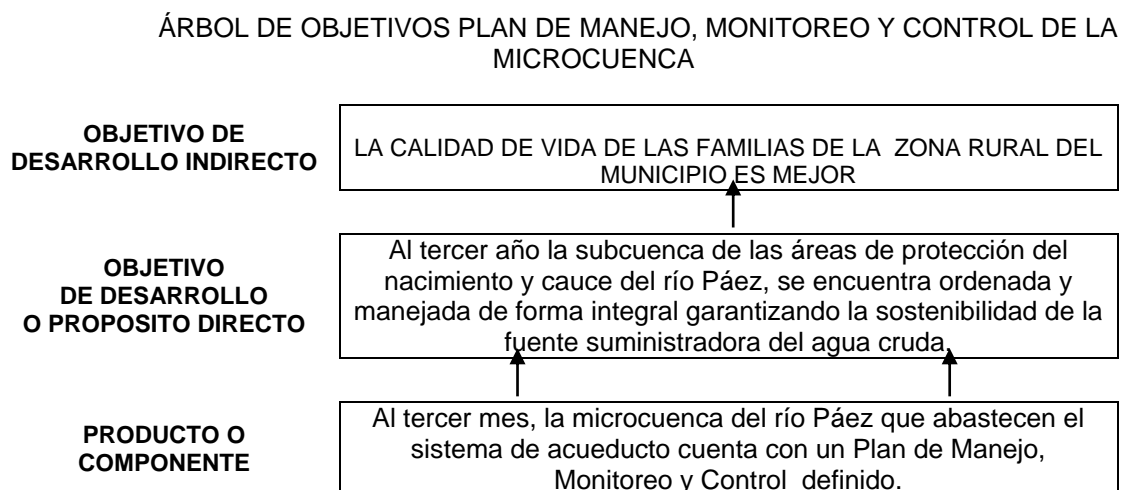 ÁRBOL DE OBJETIVOS PLAN DE MANEJO, MONITOREO Y CONTROL DE LA
MICROCUENCA
OBJETIVO DE
DESARROLLO INDIRECTO
LA CALIDAD DE VIDA DE LAS FAMILIAS DE LA ZONA RURAL DEL
MUNICIPIO ES MEJOR
OBJETIVO
DE DESARROLLO
O PROPOSITO DIRECTO
Al tercer año la subcuenca de las áreas de protección del
nacimiento y cauce del río Páez, se encuentra ordenada y
manejada de forma integral garantizando la sostenibilidad de la
fuente suministradora del agua cruda.
PRODUCTO O
COMPONENTE
Al tercer mes, la microcuenca del río Páez que abastecen el
sistema de acueducto cuenta con un Plan de Manejo,
Monitoreo y Control definido.